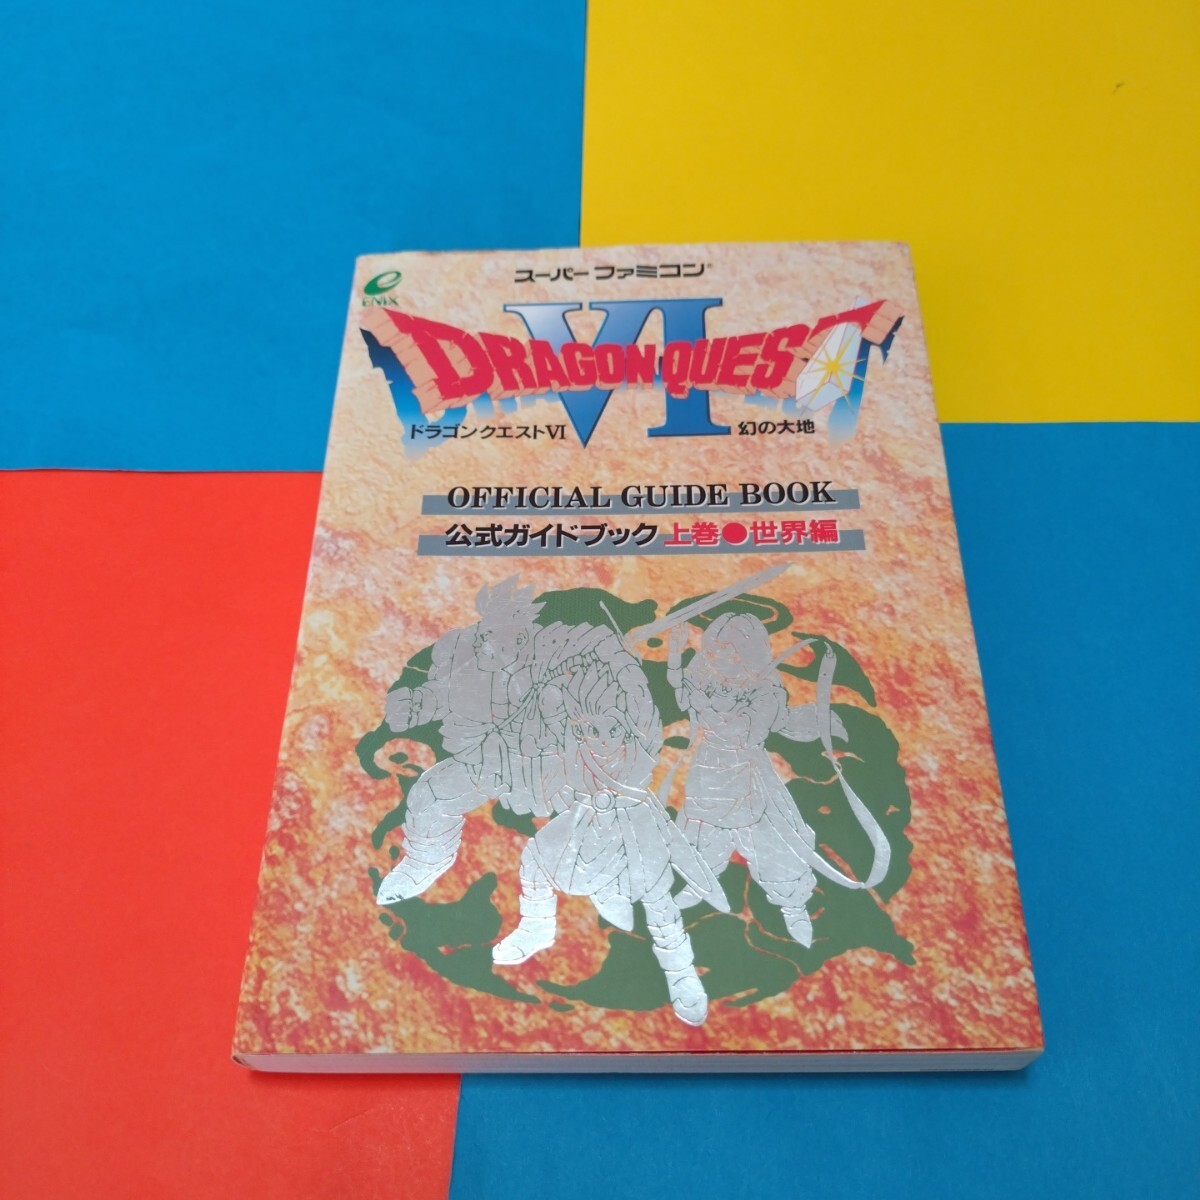 スーパーファミコン®
ENIX
VI
DRAGON QUEST
ドラゴンクエストVI 幻の大地
OFFICIAL GUIDE BOOK
公式ガイドブック 上巻●世界編